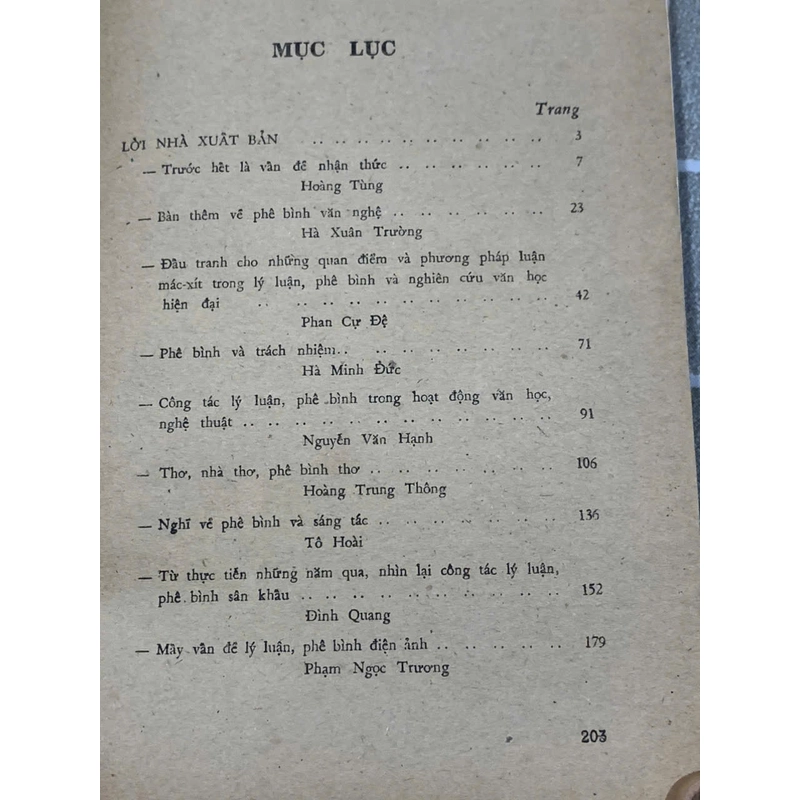 MỤC LỤC
Trang
LỜI NHÀ XUẤT BẢN .. .. .. .. .. .. .. .. .. .. 3
— Trước hết là vấn đề nhận thức .. .. .. .. .. .. .. 7
Hoàng Tùng
— Bàn thêm về phê bình văn nghệ .. .. .. .. .. .. 23
Hà Xuân Trường
— Đấu tranh cho những quan điểm và phương pháp luận
mác-xít trong lý luận, phê bình và nghiên cứu văn học
hiện đại .. .. .. .. .. .. .. .. .. .. .. .. 42
Phan Cự Đệ
— Phê bình và trách nhiệm.. .. .. .. .. .. .. .. 71
Hà Minh Đức
— Công tác lý luận, phê bình trong hoạt động văn học,
nghệ thuật .. .. .. .. .. .. .. .. .. .. .. .. 91
Nguyễn Văn Hạnh
— Thơ, nhà thơ, phê bình thơ .. .. .. .. .. .. .. 106
Hoàng Trung Thông
— Nghĩ về phê bình và sáng tác .. .. .. .. .. .. .. 136
Tô Hoài
— Từ thực tiễn những năm qua, nhìn lại công tác lý luận,
phê bình sân khấu .. .. .. .. .. .. .. .. .. .. 152
Đình Quang
— Mấy vấn đề lý luận, phê bình điện ảnh .. .. .. .. .. 179
Phạm Ngọc Trương
203